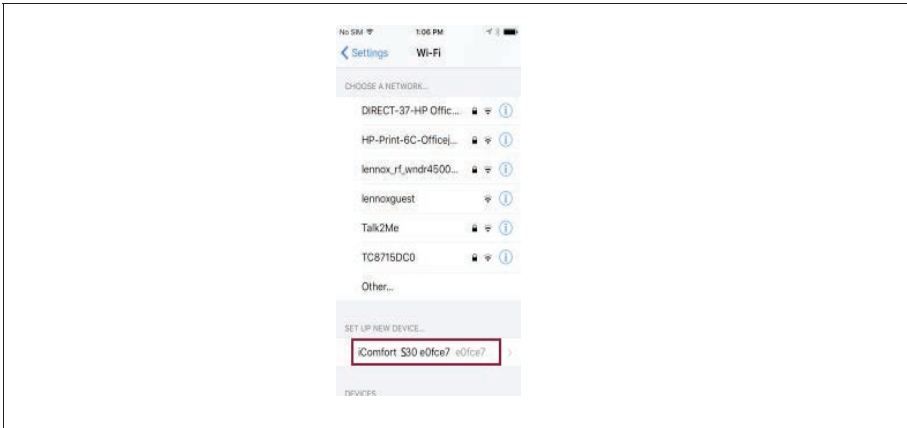 No SIM 1:06 PM
Settings Wi-Fi
CHOOSE A NETWORK...
DIRECT-37-HP Offic...
HP-Print-6C-Officej...
lennox_rf_wndr4500...
lennoxguest
Talk2Me
TC8715DC0
Other...
SET UP NEW DEVICE...
iComfort S30 e0fce7 e0fce7
DEVICES